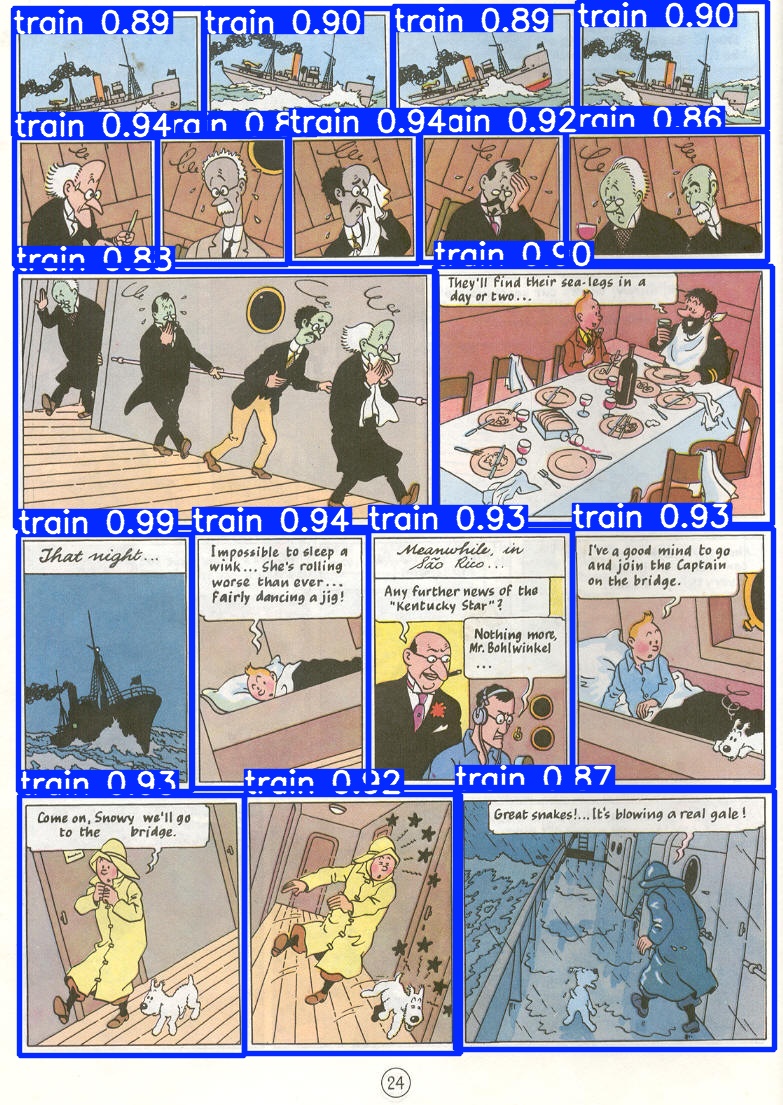 train 0.89
train 0.90
train 0.89
train 0.90
train 0.94
train 0.94
0.92
train 0.86
train 0.83
train 0.90
They'll find their sea-legs in a
day or two...
train 0.99
train 0.94
train 0.93
train 0.93
That night...
Impossible to sleep a
wink... She's rolling
worse than ever...
Fairly dancing a jig!
Meanwhile, in
São Rico...
Any further news of the
"Kentucky Star"?
Nothing more,
Mr. Bohlwinkel
...
I've a good mind to go
and join the Captain
on the bridge.
train 0.93
train 0.92
train 0.87
Come on, Snowy we'll go
to the bridge.
Great snakes!... It's blowing a real gale!
24